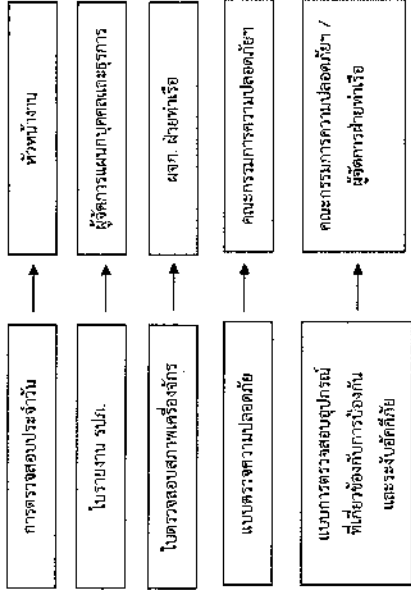 การตรวจสอบประจำวัน
หัวหน้างาน
ใบรายงาน รปภ.
ผู้จัดการแผนกบุคคลและธุรการ
ใบตรวจสอบสภาพเครื่องจักร
ผจก. ฝ่ายท่าเรือ
แบบตรวจความปลอดภัย
คณะกรรมการความปลอดภัยฯ
แบบการตรวจสอบอุปกรณ์
ที่เกี่ยวข้องกับการป้องกัน
และระงับอัคคีภัย
คณะกรรมการความปลอดภัยฯ /
ผู้จัดการฝ่ายท่าเรือ